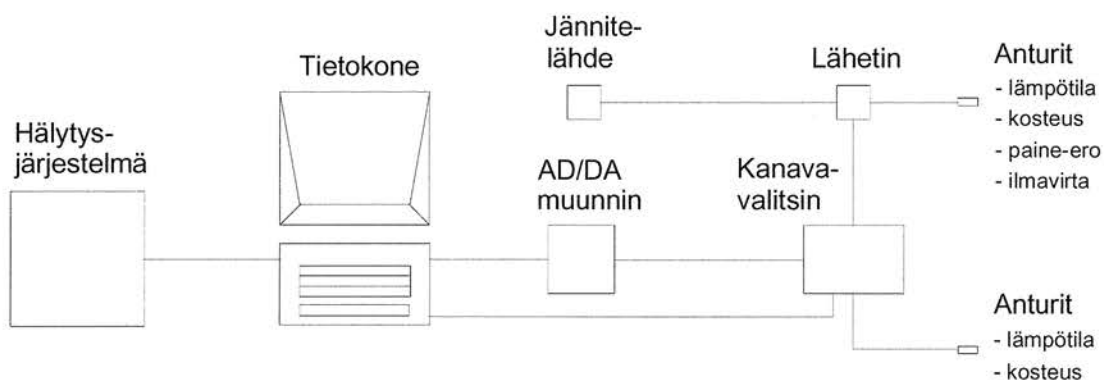 Hälytys-
järjestelmä
Tietokone
Jännite-
lähde
AD/DA
muunnin
Lähetin
Kanava-
valitsin
Anturit
- lämpötila
- kosteus
- paine-ero
- ilmavirta
Anturit
- lämpötila
- kosteus